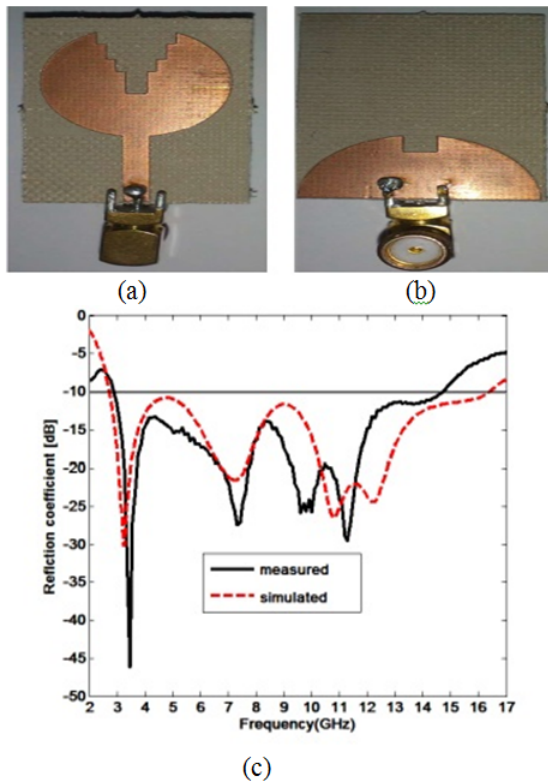 (a)
(b)
0
-5
-10
-15
-20
-25
-30
-35
-40
-45
-50
Reflction coefficient [dB]
measured
simulated
2 3 4 5 6 7 8 9 10 11 12 13 14 15 16 17
Frequency(GHz)
(c)